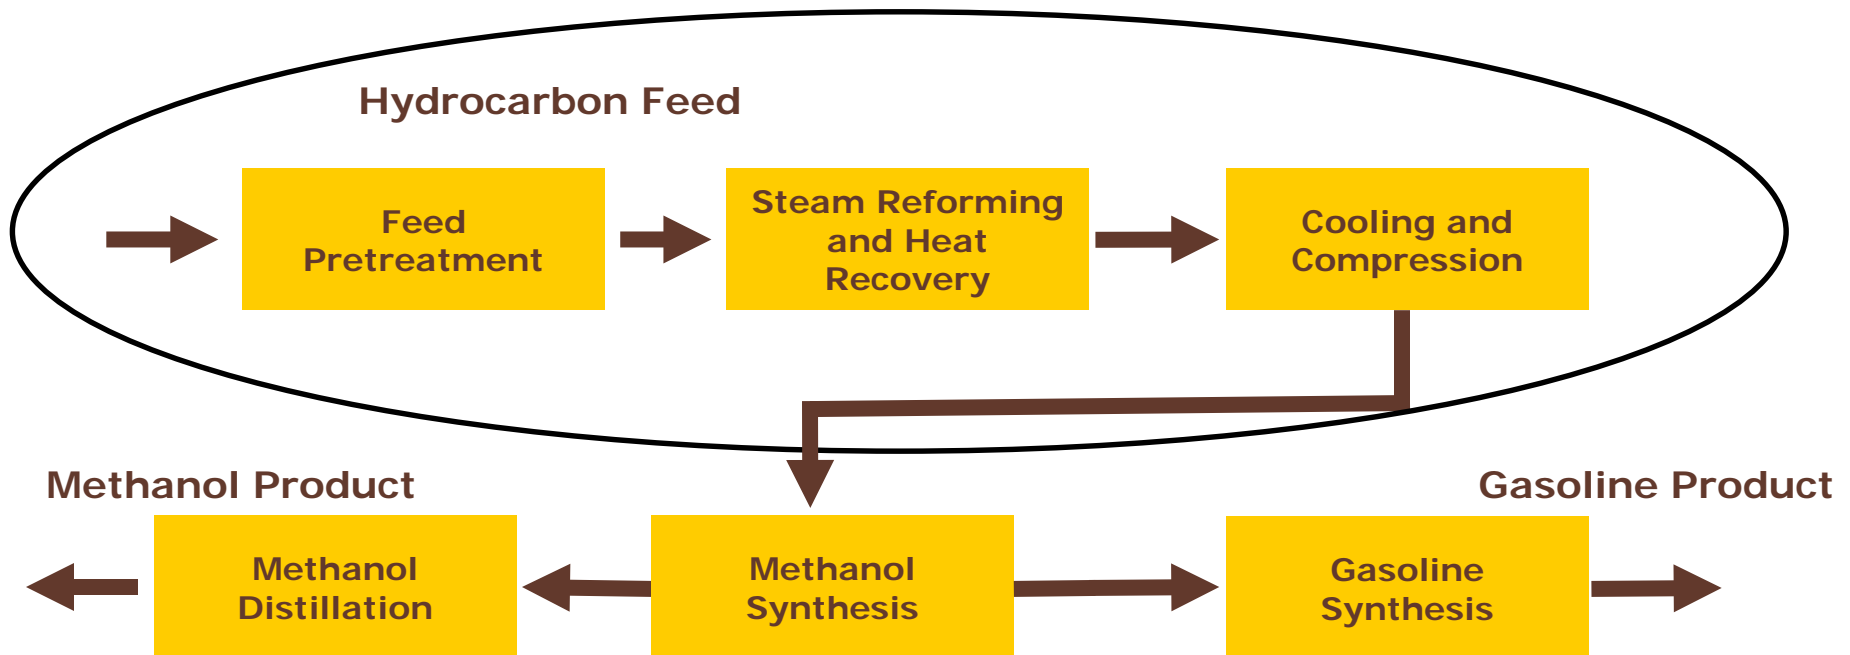 Hydrocarbon Feed
Feed
Pretreatment
Steam Reforming
and Heat
Recovery
Cooling and
Compression
Methanol Product
Gasoline Product
Methanol
Distillation
Methanol
Synthesis
Gasoline
Synthesis